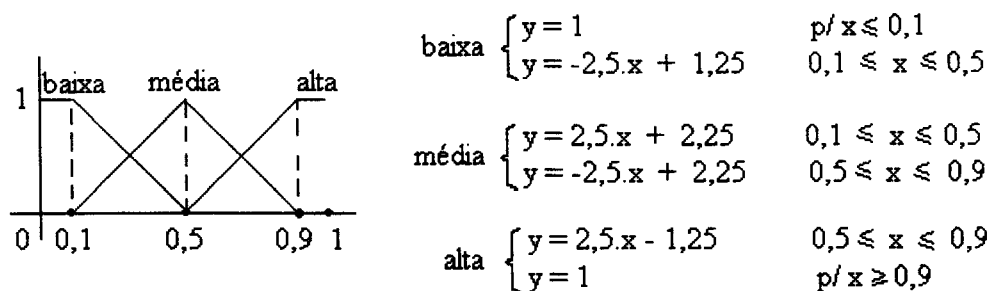 baixa média alta
1
0 0,1 0,5 0,9 1
baixa { y = 1 p/ x ≤ 0,1
y = -2,5.x + 1,25 0,1 ≤ x ≤ 0,5
média { y = 2,5.x + 2,25 0,1 ≤ x ≤ 0,5
y = -2,5.x + 2,25 0,5 ≤ x ≤ 0,9
alta { y = 2,5.x - 1,25 0,5 ≤ x ≤ 0,9
y = 1 p/ x ≥ 0,9